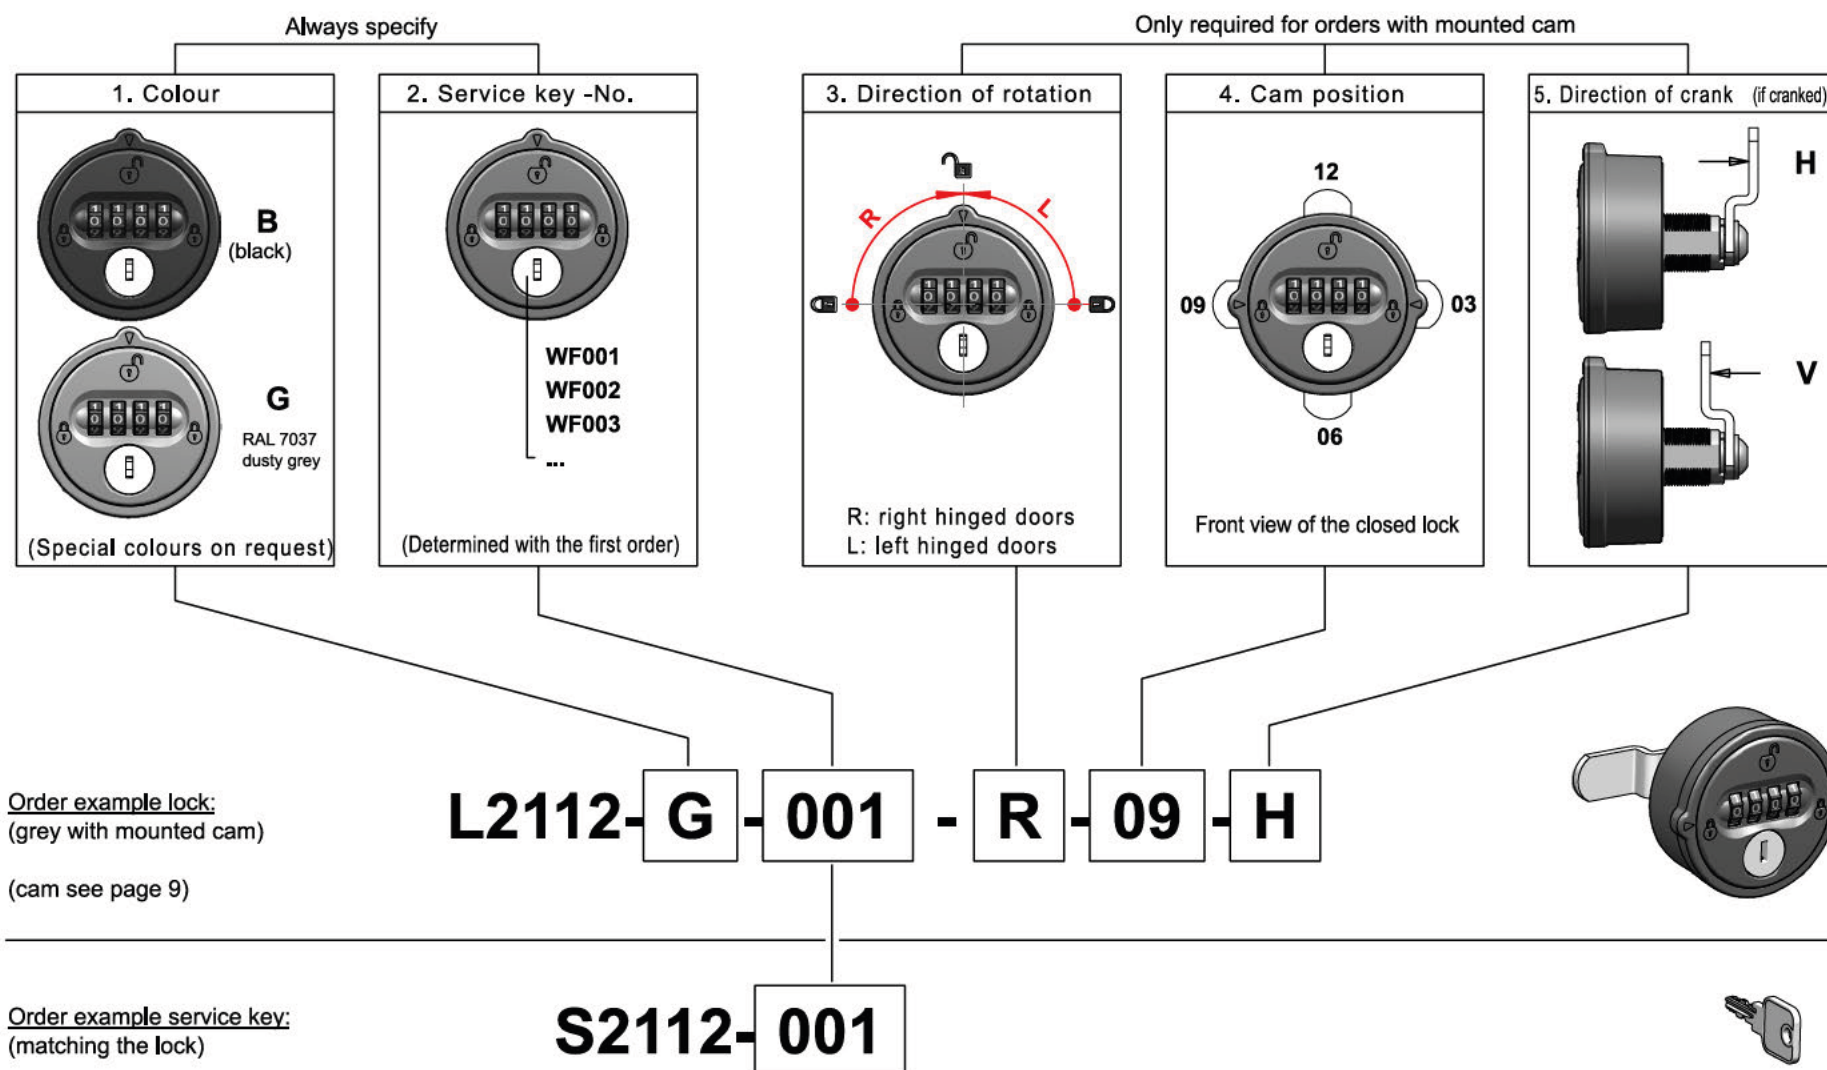 Always specify
Only required for orders with mounted cam
1. Colour
B
(black)
G
RAL 7037
dusty grey
(Special colours on request)
2. Service key -No.
WF001
WF002
WF003
...
(Determined with the first order)
3. Direction of rotation
R
L
R: right hinged doors
L: left hinged doors
4. Cam position
12
09
03
06
Front view of the closed lock
5. Direction of crank (if cranked)
H
V
Order example lock:
(grey with mounted cam)
(cam see page 9)
L2112-G-001 - R-09-H
Order example service key:
(matching the lock)
S2112-001